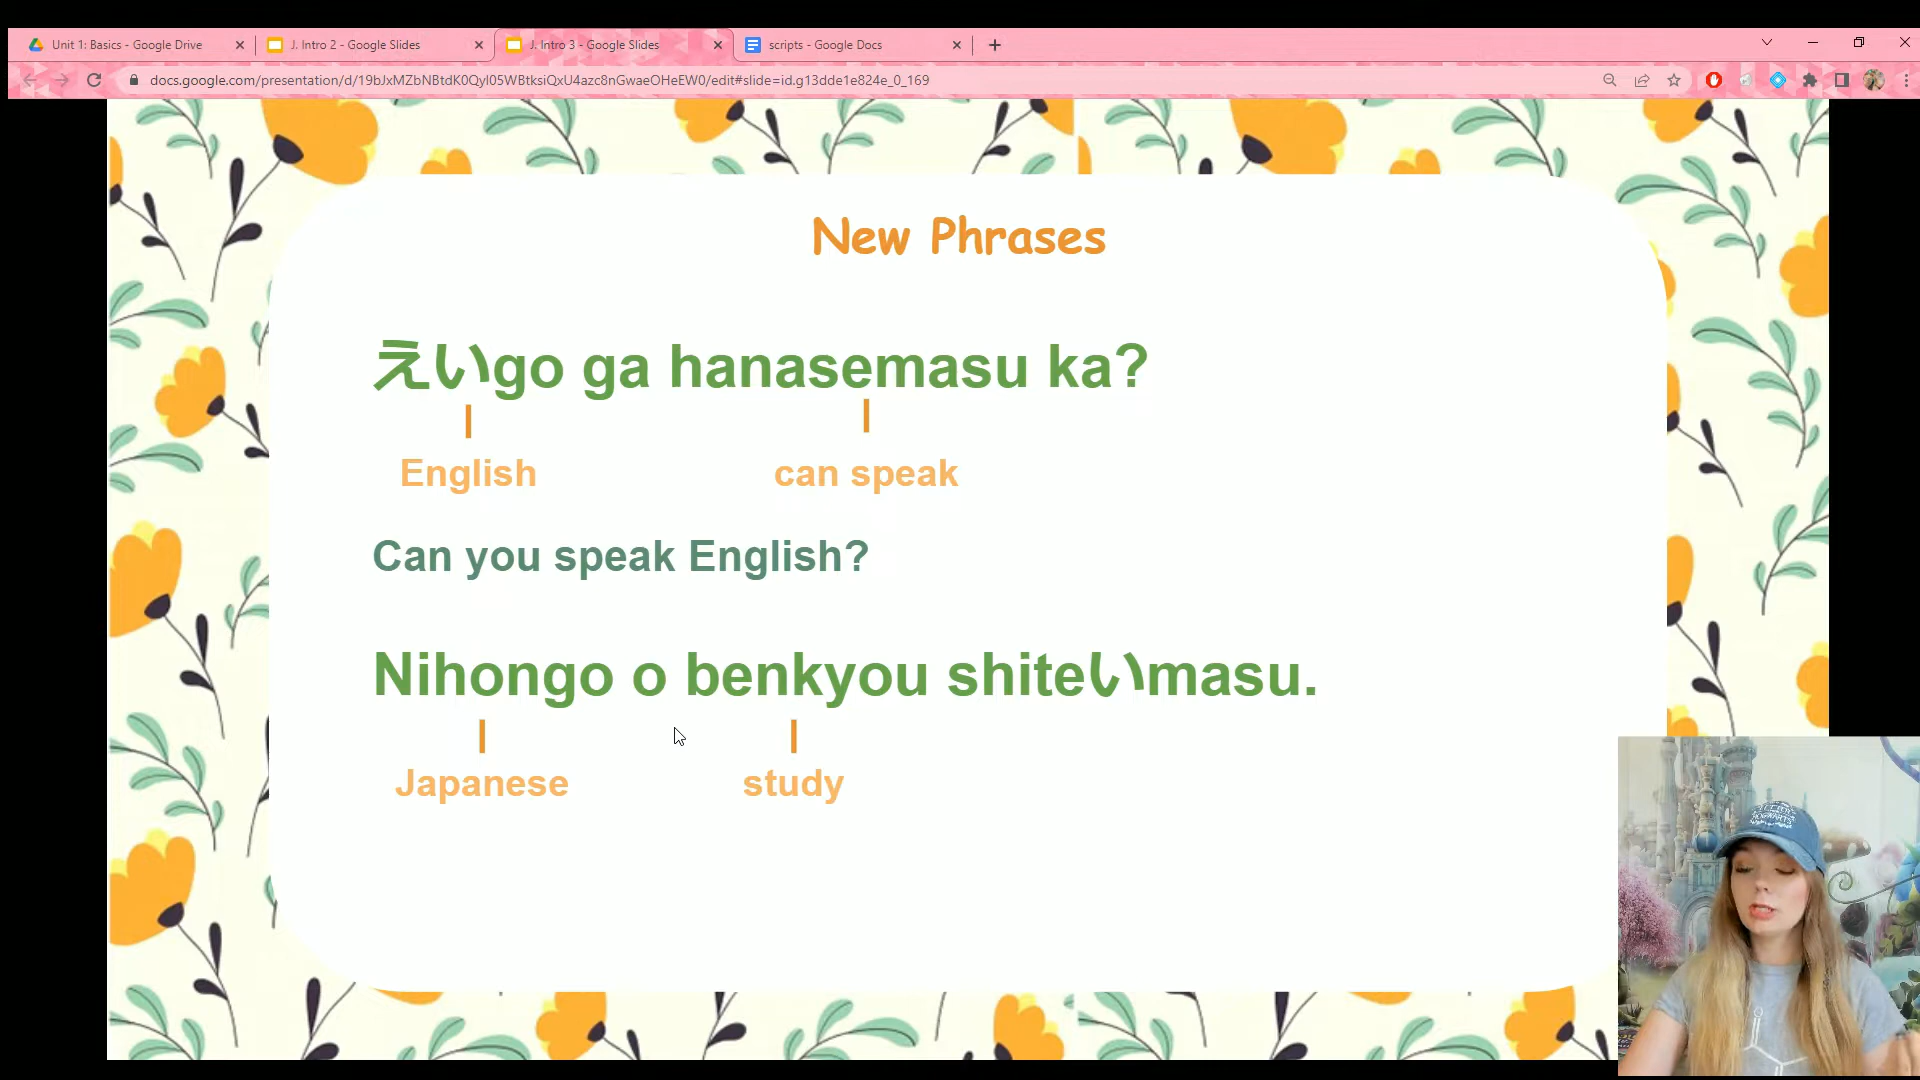 Unit 1: Basics - Google Drive
J. Intro 2 - Google Slides
J. Intro 3 - Google Slides
scripts - Google Docs
docs.google.com/presentation/d/19bJxMZbNBtdK0Qyl05WBtksiQxU4azc8nGwaeOHeEW0/edit#slide=id.g13dde1e824e_0_169
New Phrases
えいgo ga hanasemasu ka?
English can speak
Can you speak English?
Nihongo o benkyou shiteいmasu.
Japanese study